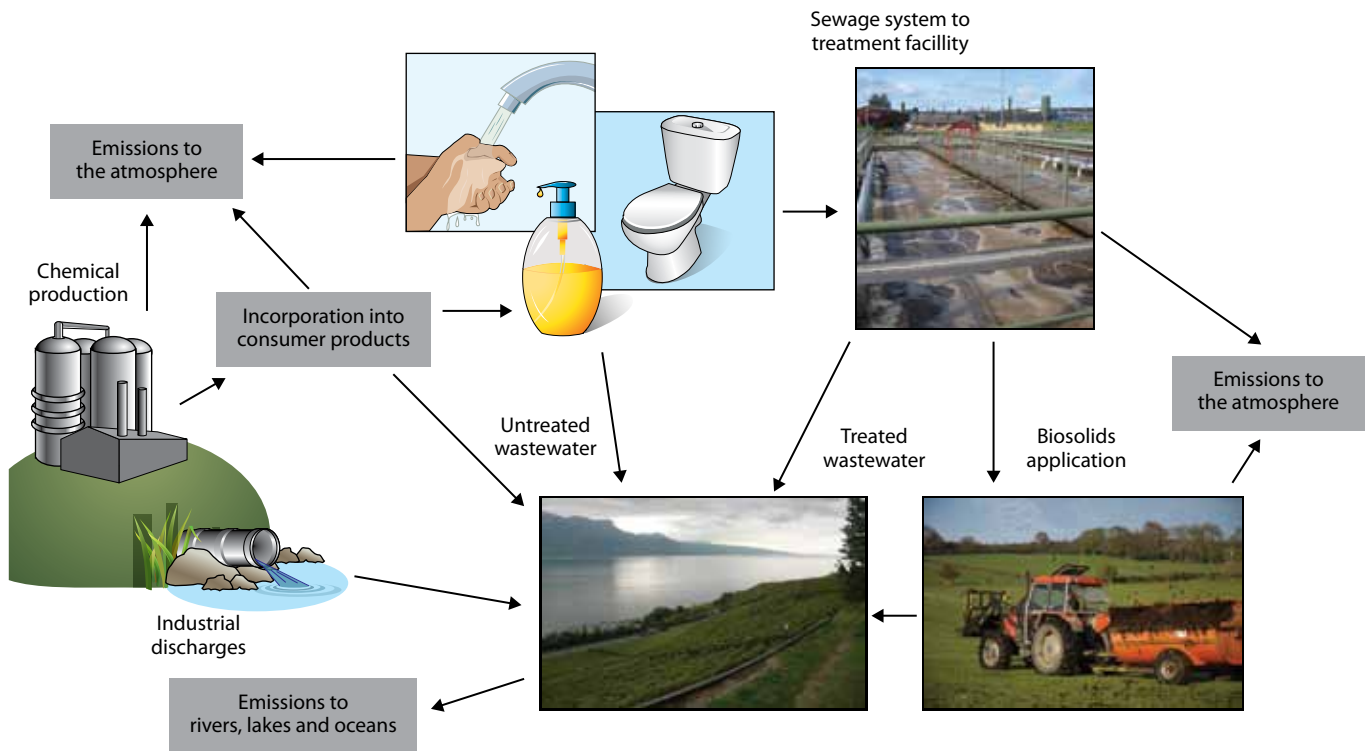 Sewage system to
treatment facillity
Emissions to
the atmosphere
Chemical
production
Incorporation into
consumer products
Emissions to
the atmosphere
Untreated
wastewater
Treated
wastewater
Biosolids
application
Industrial
discharges
Emissions to
rivers, lakes and oceans